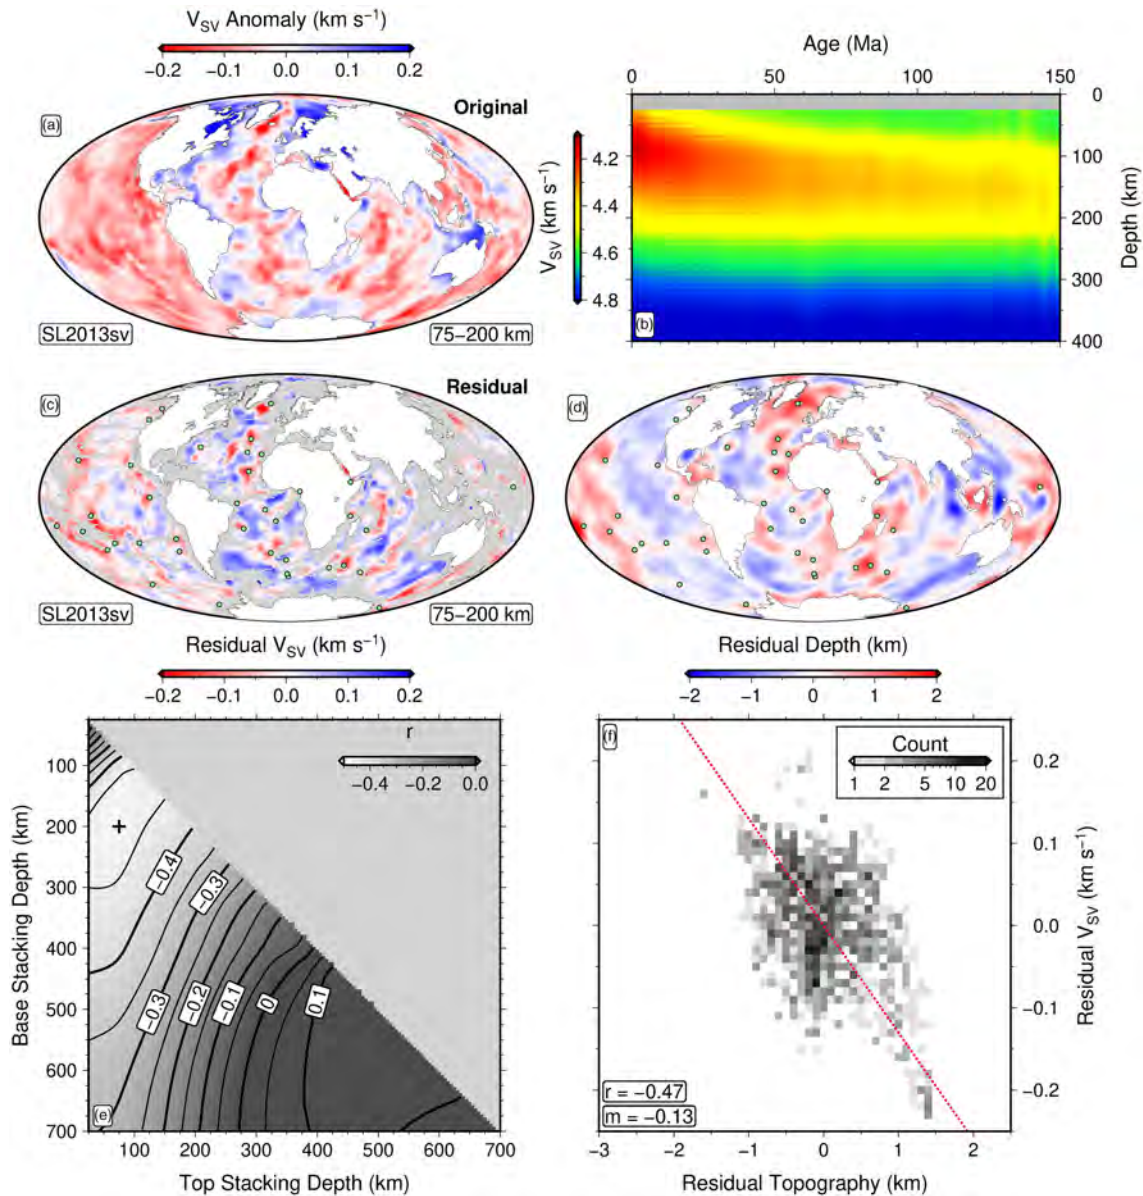 V_SV Anomaly (km s⁻¹)
−0.2 −0.1 0.0 0.1 0.2
(a)
Original
SL2013sv
75−200 km
Age (Ma)
0 50 100 150
V_SV (km s⁻¹)
4.2
4.4
4.6
4.8
0
100
200
300
400
Depth (km)
(b)
(c)
Residual
SL2013sv
75−200 km
Residual V_SV (km s⁻¹)
−0.2 −0.1 0.0 0.1 0.2
(d)
Residual Depth (km)
−2 −1 0 1 2
r
−0.4 −0.2 0.0
Base Stacking Depth (km)
100
200
300
400
500
600
700
+
−0.4
−0.3
−0.3
−0.2
−0.1
0
0.1
(e)
100 200 300 400 500 600 700
Top Stacking Depth (km)
(f)
Count
1 2 5 10 20
0.2
0.1
0.0
−0.1
−0.2
Residual V_SV (km s⁻¹)
r = −0.47
m = −0.13
−3 −2 −1 0 1 2
Residual Topography (km)